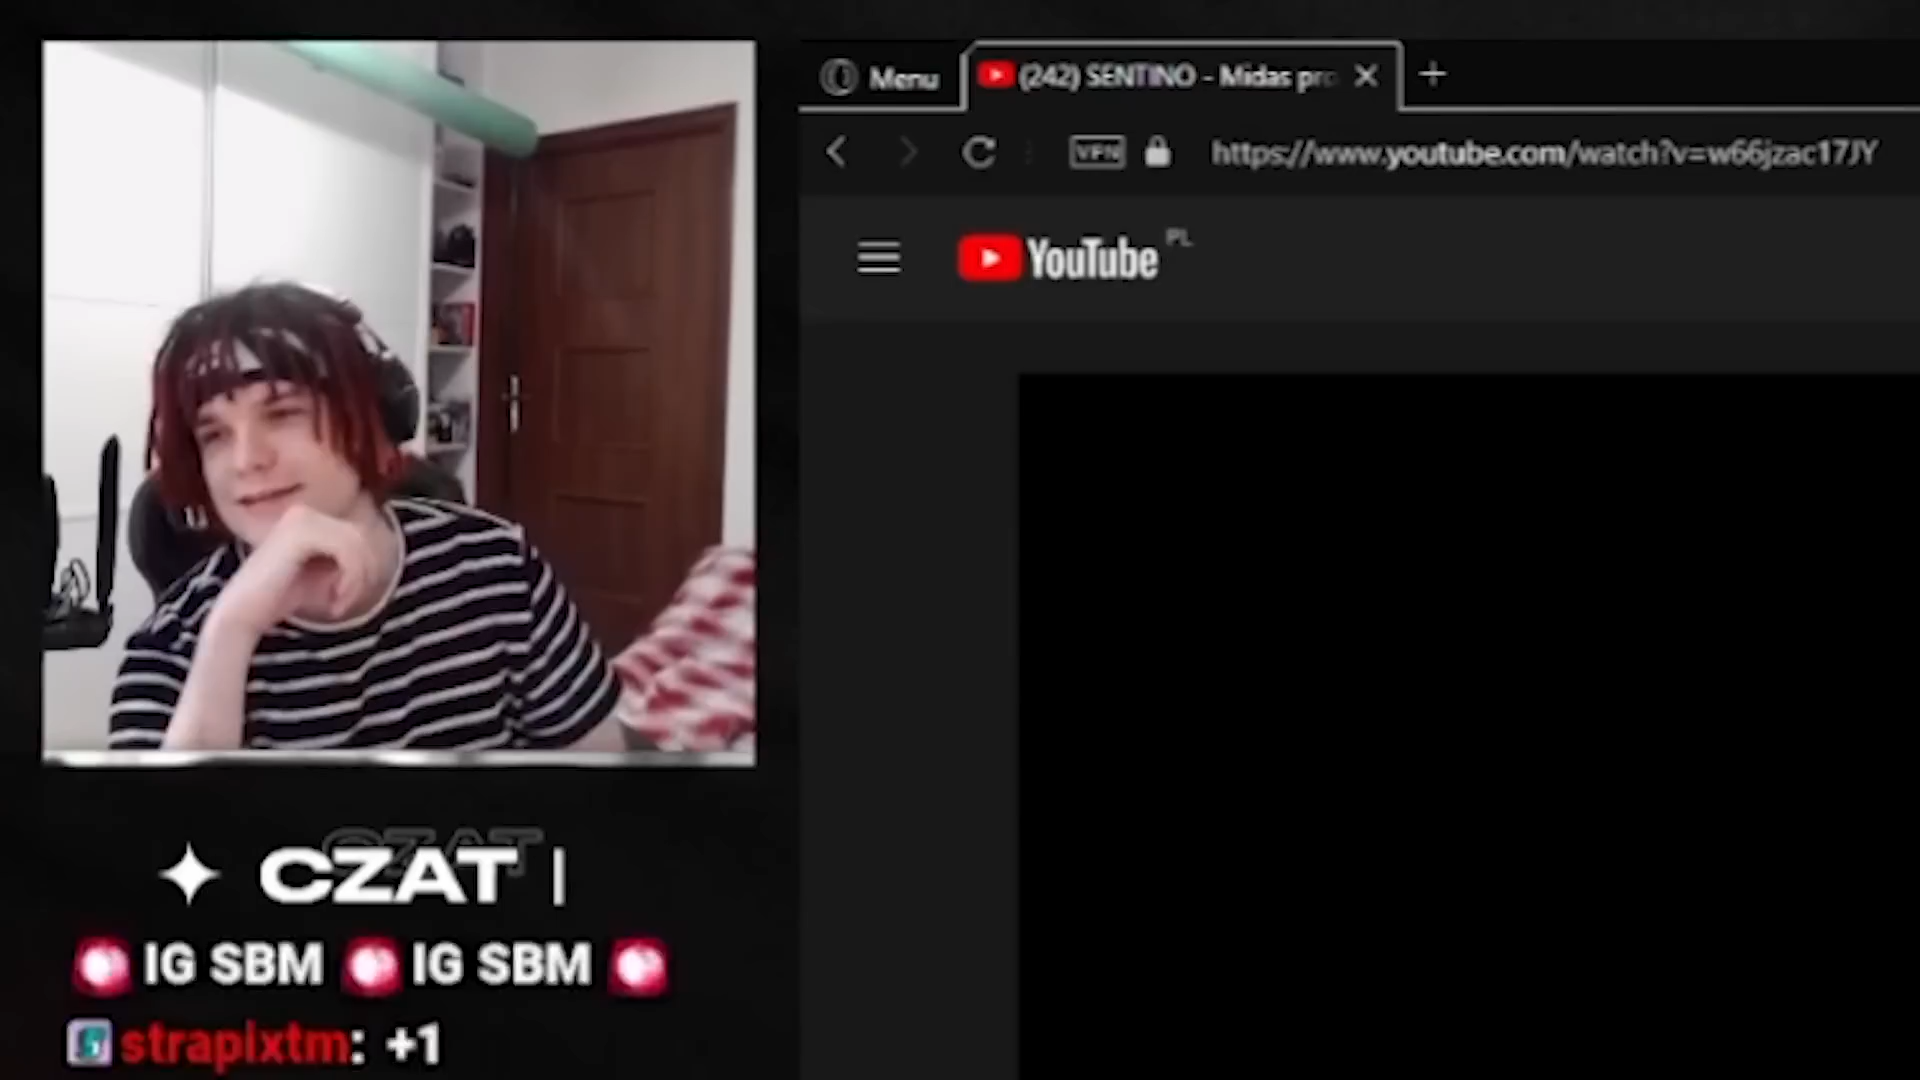 Menu
(242) SENTINO - Midas pr
VPN
https://www.youtube.com/watch?v=w66jzac17JY
YouTube PL
CZAT |
IG SBM IG SBM
strapixtm: +1